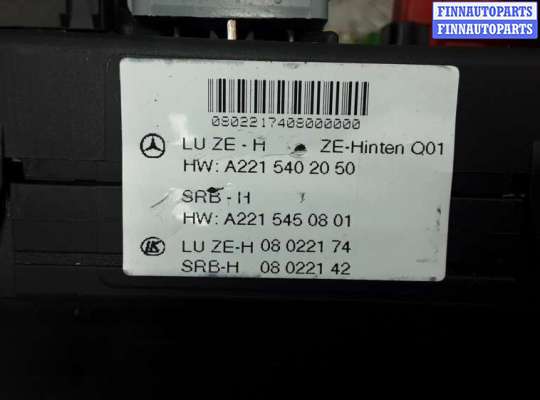 FINNAUTOPARTS
FINNAUTOPARTS
0802217408000000
LU ZE - H ZE-Hinten Q01
HW: A221 540 20 50
SRB - H
HW: A221 545 08 01
LK LU ZE-H 08 0221 74
SRB-H 08 0221 42